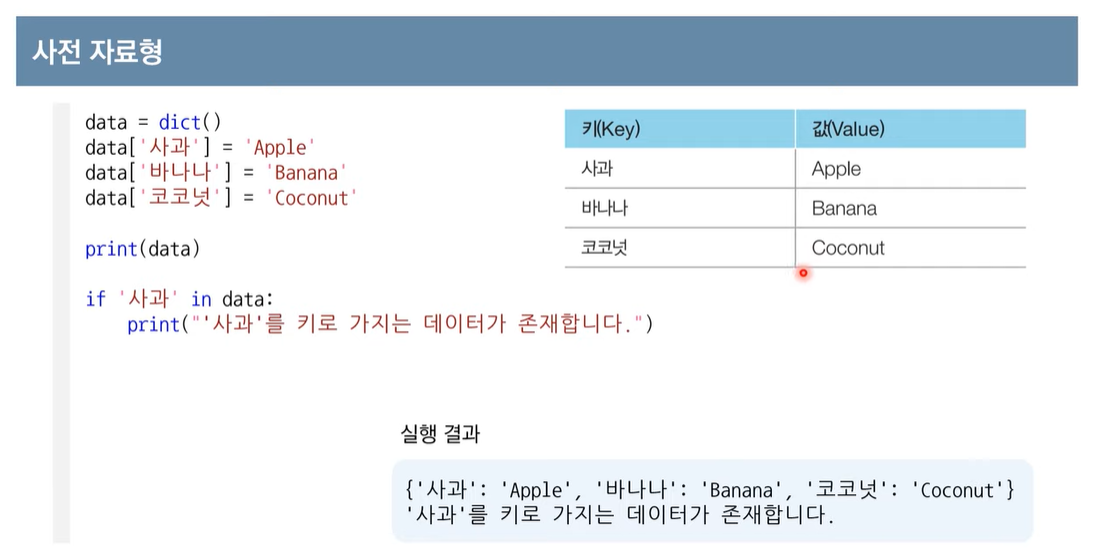 사전 자료형
data = dict()
data['사과'] = 'Apple'
data['바나나'] = 'Banana'
data['코코넛'] = 'Coconut'
print(data)
if '사과' in data:
    print("'사과'를 키로 가지는 데이터가 존재합니다.")
키(Key) 값(Value)
사과 Apple
바나나 Banana
코코넛 Coconut
실행 결과
{'사과': 'Apple', '바나나': 'Banana', '코코넛': 'Coconut'}
'사과'를 키로 가지는 데이터가 존재합니다.